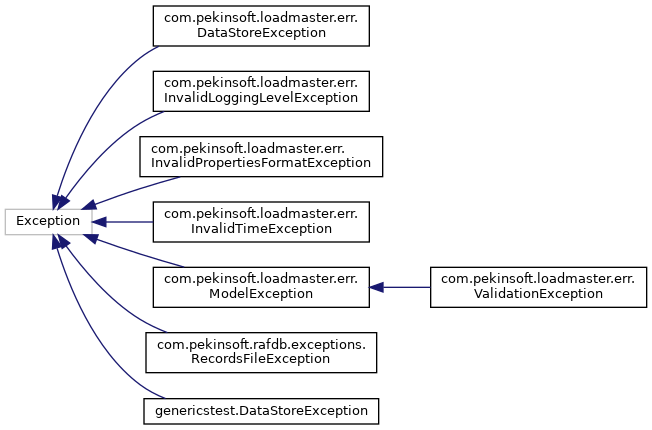 com.pekinsoft.loadmaster.err.
DataStoreException
com.pekinsoft.loadmaster.err.
InvalidLoggingLevelException
com.pekinsoft.loadmaster.err.
InvalidPropertiesFormatException
Exception
com.pekinsoft.loadmaster.err.
InvalidTimeException
com.pekinsoft.loadmaster.err.
ModelException
com.pekinsoft.loadmaster.err.
ValidationException
com.pekinsoft.rafdb.exceptions.
RecordsFileException
genericstest.DataStoreException